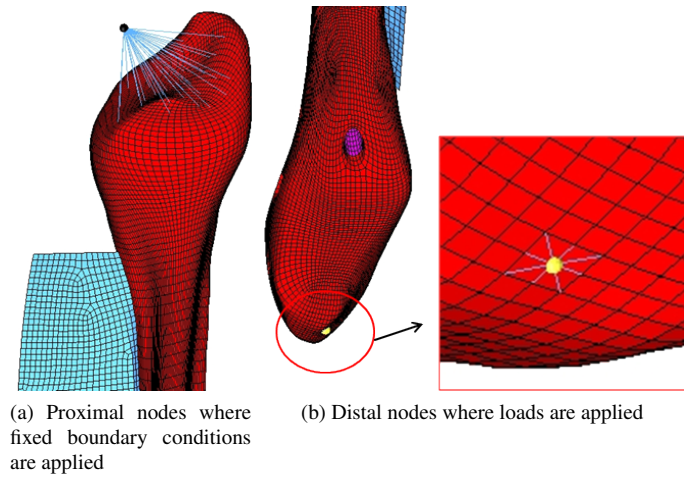 (a) Proximal nodes where
fixed boundary conditions
are applied
(b) Distal nodes where loads are applied